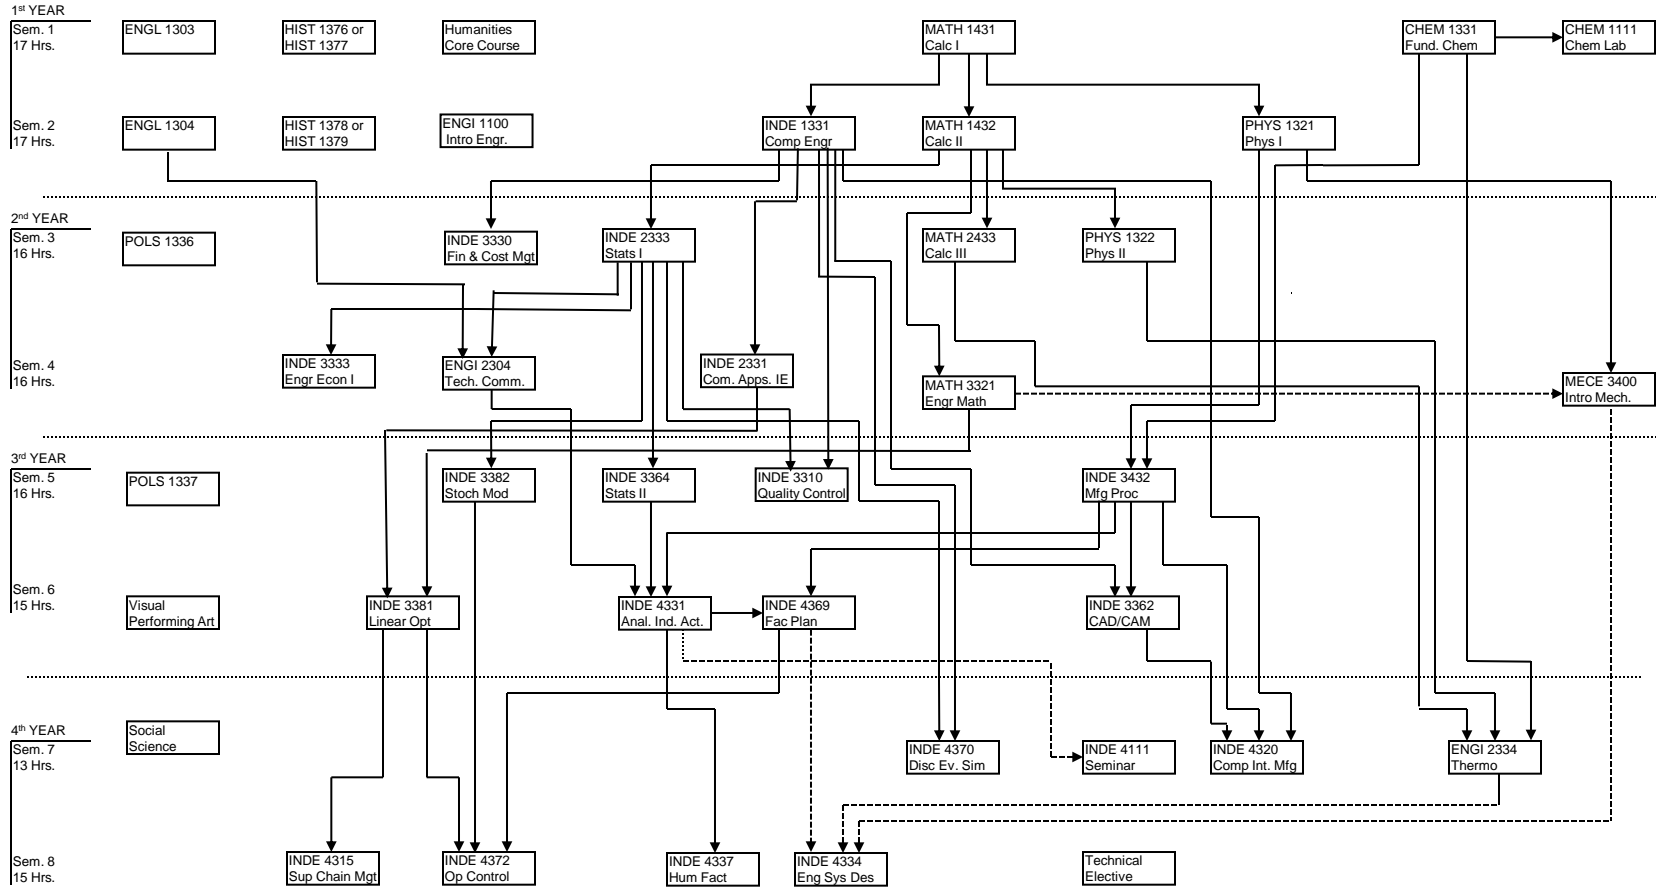 1st YEAR
Sem. 1
17 Hrs.
ENGL 1303
HIST 1376 or
HIST 1377
Humanities
Core Course
MATH 1431
Calc I
CHEM 1331
Fund. Chem
CHEM 1111
Chem Lab
Sem. 2
17 Hrs.
ENGL 1304
HIST 1378 or
HIST 1379
ENGI 1100
Intro Engr.
INDE 1331
Comp Engr
MATH 1432
Calc II
PHYS 1321
Phys I
2nd YEAR
Sem. 3
16 Hrs.
POLS 1336
INDE 3330
Fin & Cost Mgt
INDE 2333
Stats I
MATH 2433
Calc III
PHYS 1322
Phys II
Sem. 4
16 Hrs.
INDE 3333
Engr Econ I
ENGI 2304
Tech. Comm.
INDE 2331
Com. Apps. IE
MATH 3321
Engr Math
MECE 3400
Intro Mech.
3rd YEAR
Sem. 5
16 Hrs.
POLS 1337
INDE 3382
Stoch Mod
INDE 3364
Stats II
INDE 3310
Quality Control
INDE 3432
Mfg Proc
Sem. 6
15 Hrs.
Visual
Performing Art
INDE 3381
Linear Opt
INDE 4331
Anal. Ind. Act.
INDE 4369
Fac Plan
INDE 3362
CAD/CAM
4th YEAR
Sem. 7
13 Hrs.
Social
Science
INDE 4370
Disc Ev. Sim
INDE 4111
Seminar
INDE 4320
Comp Int. Mfg
ENGI 2334
Thermo
Sem. 8
15 Hrs.
INDE 4315
Sup Chain Mgt
INDE 4372
Op Control
INDE 4337
Hum Fact
INDE 4334
Eng Sys Des
Technical
Elective